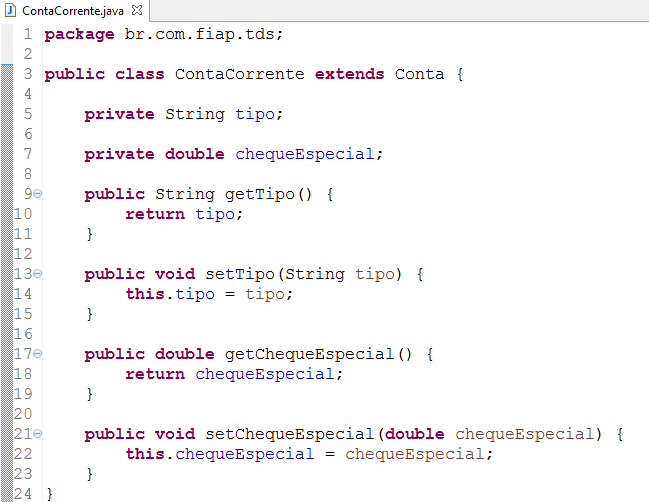 ContaCorrente.java
1 package br.com.fiap.tds;
2
3 public class ContaCorrente extends Conta {
4
5     private String tipo;
6
7     private double chequeEspecial;
8
9     public String getTipo() {
10         return tipo;
11     }
12
13     public void setTipo(String tipo) {
14         this.tipo = tipo;
15     }
16
17     public double getChequeEspecial() {
18         return chequeEspecial;
19     }
20
21     public void setChequeEspecial(double chequeEspecial) {
22         this.chequeEspecial = chequeEspecial;
23     }
24 }